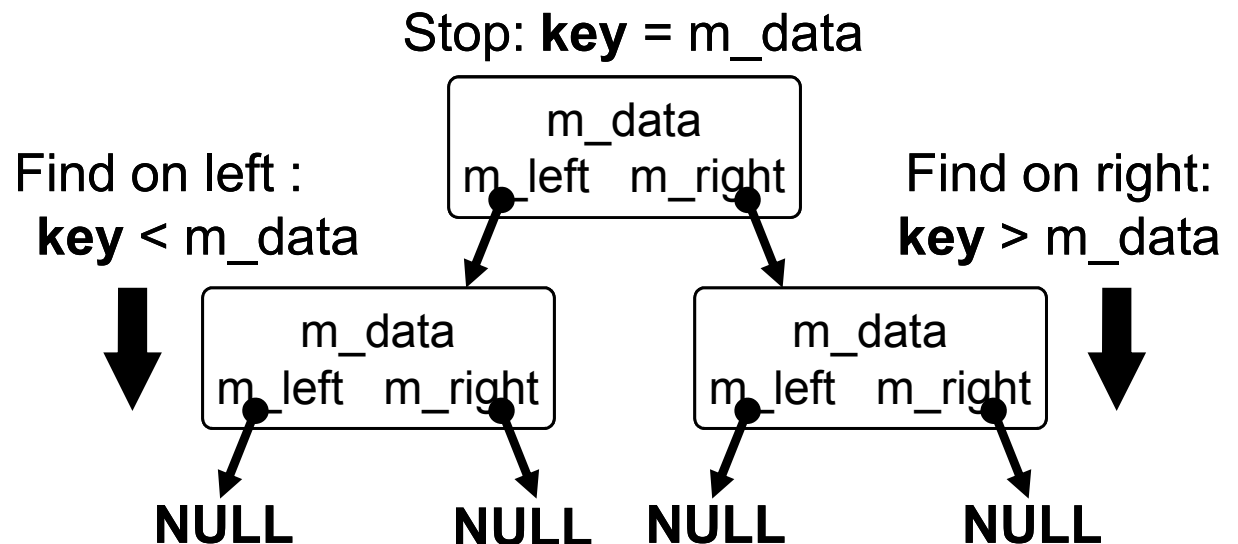 Stop: key = m_data
m_data
m_left m_right
Find on left :
key < m_data
Find on right:
key > m_data
m_data
m_left m_right
m_data
m_left m_right
NULL
NULL
NULL
NULL